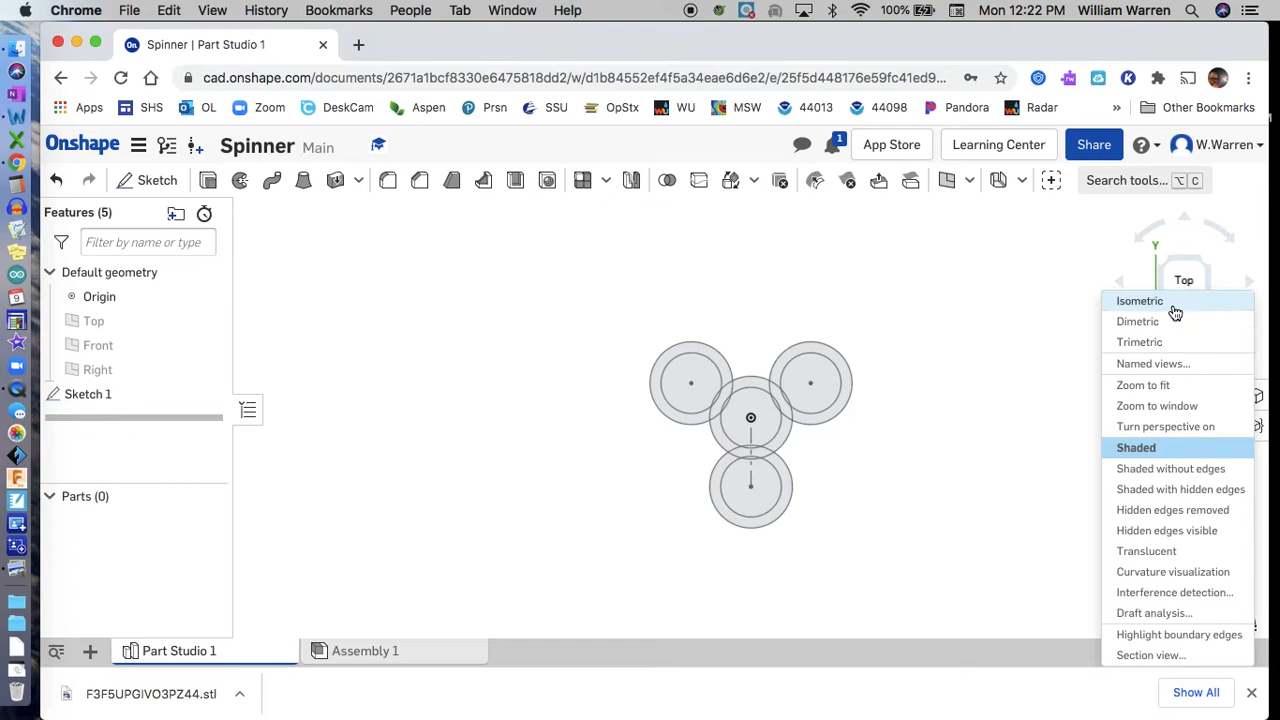 Chrome File Edit View History Bookmarks People Tab Window Help 100% Mon 12:22 PM William Warren
On Spinner | Part Studio 1
cad.onshape.com/documents/2671a1bcf8330e6475818dd2/w/d1b84552ef4f5a34eae6d6e2/e/25f5d448176e59fc41ed9...
Apps SHS OL Zoom DeskCam Aspen Prsn SSU OpStx WU MSW 44013 44098 Pandora Radar » Other Bookmarks
Onshape Spinner Main 1 App Store Learning Center Share W.Warren
Sketch Search tools... ⌥ C
Features (5)
Filter by name or type
Default geometry
Origin
Top
Front
Right
Sketch 1
Parts (0)
Y
Top
Isometric
Dimetric
Trimetric
Named views...
Zoom to fit
Zoom to window
Turn perspective on
Shaded
Shaded without edges
Shaded with hidden edges
Hidden edges removed
Hidden edges visible
Translucent
Curvature visualization
Interference detection...
Draft analysis...
Highlight boundary edges
Section view...
Part Studio 1 Assembly 1
F3F5UPGIVO3PZ44.stl Show All